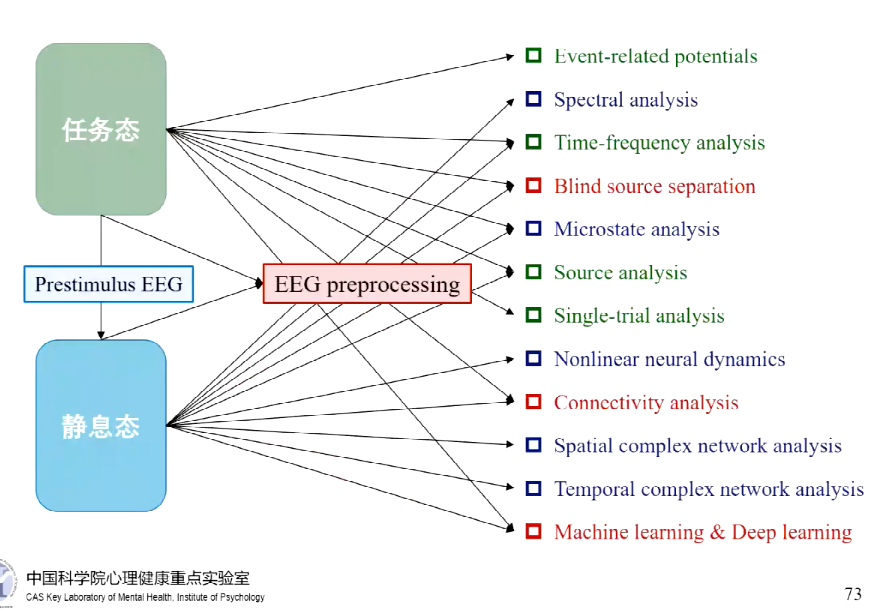 任务态
Prestimulus EEG
静息态
EEG preprocessing
Event-related potentials
Spectral analysis
Time-frequency analysis
Blind source separation
Microstate analysis
Source analysis
Single-trial analysis
Nonlinear neural dynamics
Connectivity analysis
Spatial complex network analysis
Temporal complex network analysis
Machine learning & Deep learning
中国科学院心理健康重点实验室
CAS Key Laboratory of Mental Health, Institute of Psychology
73